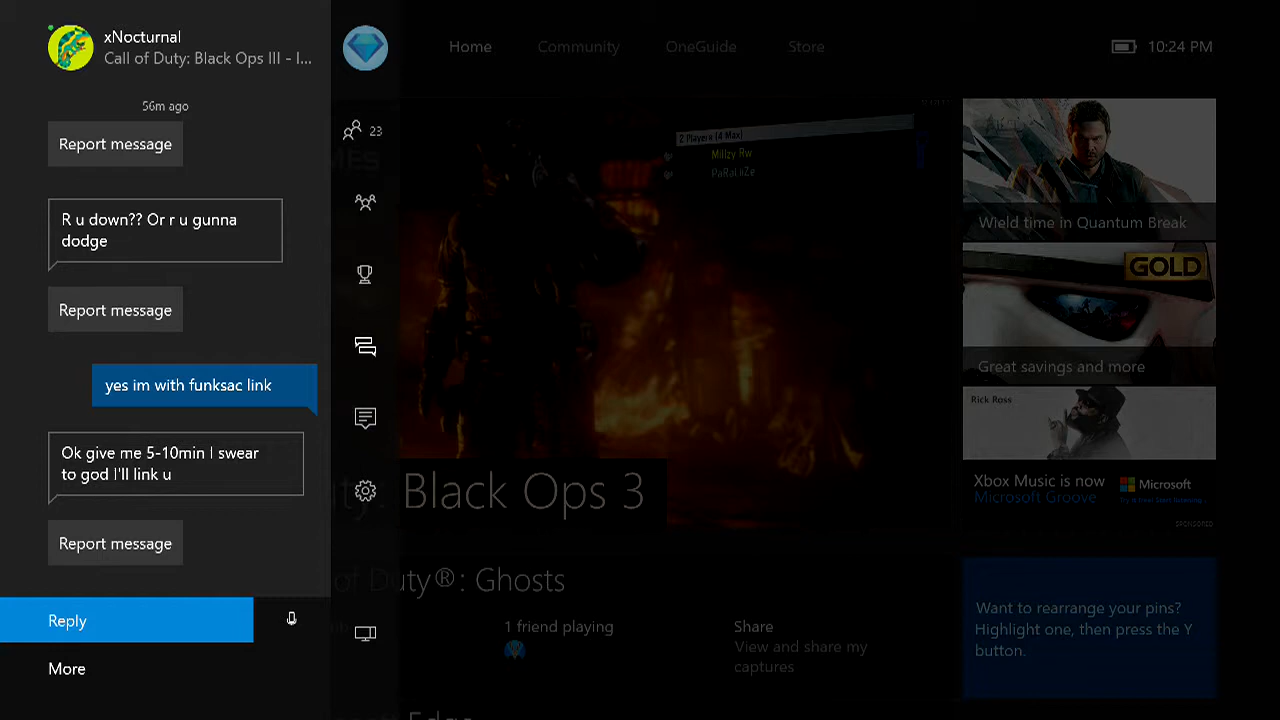 xNocturnal
Call of Duty: Black Ops III - I...
56m ago
Report message
R u down?? Or r u gunna
dodge
Report message
yes im with funksac link
Ok give me 5-10min I swear
to god I'll link u
Report message
Reply
More
23
Home
Community
OneGuide
Store
10:24 PM
2 Players (4 Max)
Millzy Rw
PaRaLiiZe
ty: Black Ops 3
of Duty®: Ghosts
1 friend playing
Share
View and share my
captures
Wield time in Quantum Break
GOLD
Great savings and more
Rick Ross
Xbox Music is now
Microsoft Groove
Microsoft
SPONSORED
Want to rearrange your pins?
Highlight one, then press the Y
button.